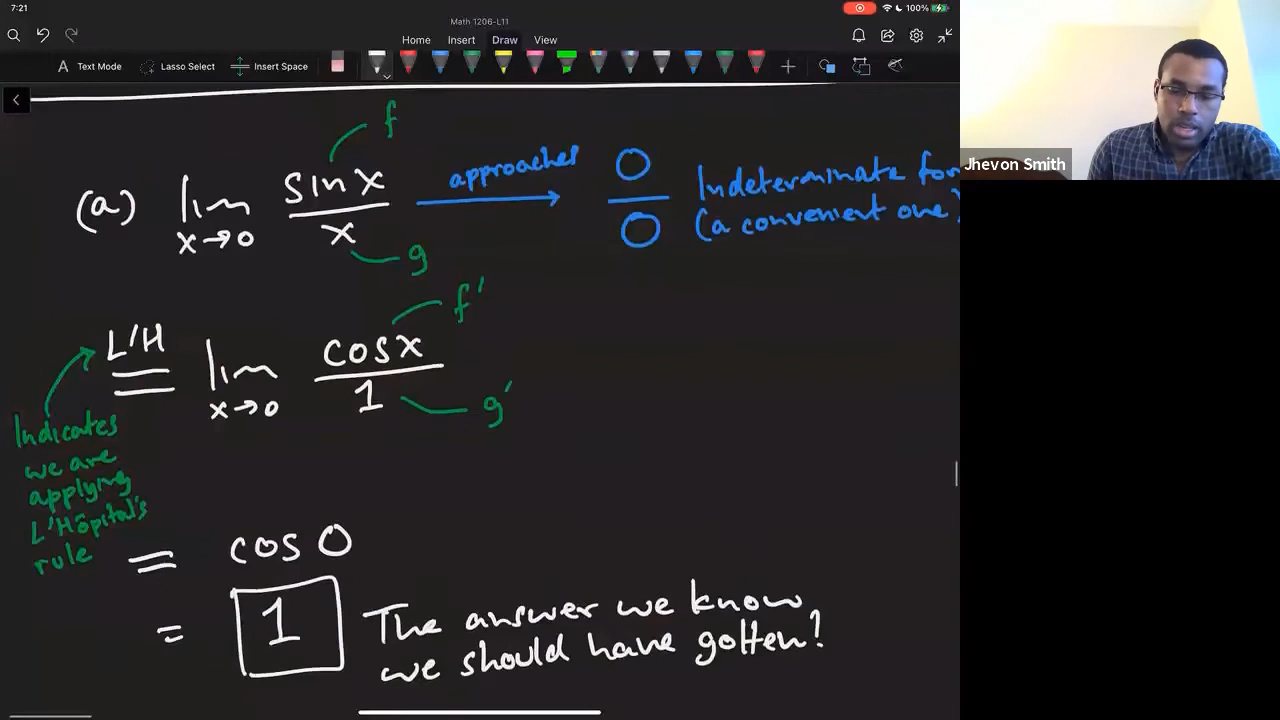 7:21
100%
Math 1206-L11
Home Insert Draw View
Text Mode Lasso Select Insert Space
Jhevon Smith
f
(a) lim x→0 sin x / x approaches 0 / 0 Indeterminate for
(a convenient one)
g
f'
L'H = lim x→0 cos x / 1
g'
Indicates
we are
applying
L'Hôpital's
rule
= cos 0
= 1 The answer we know
we should have gotten!